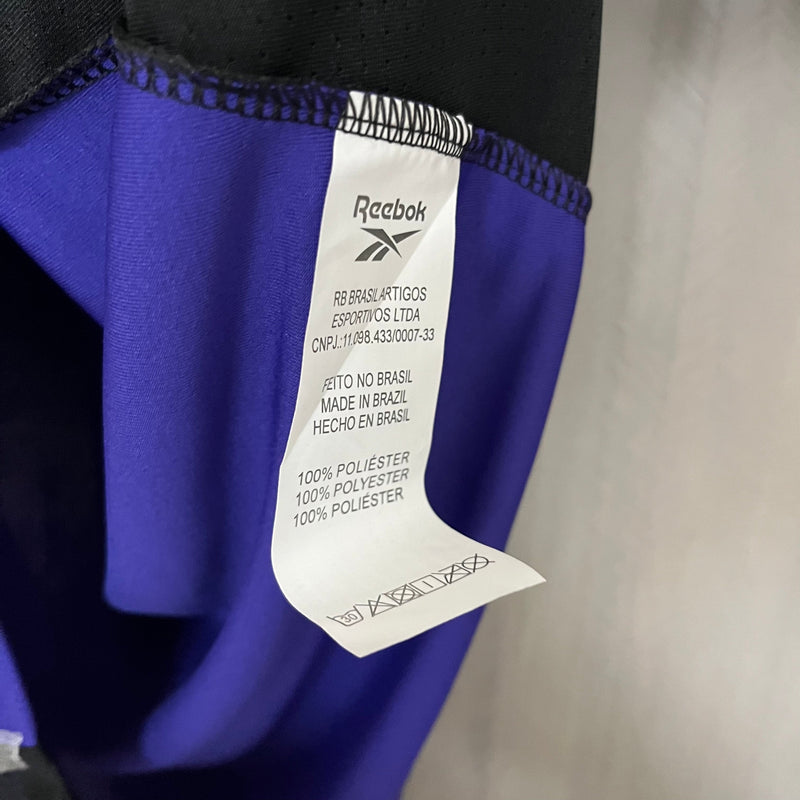 Reebok
RB BRASIL ARTIGOS
ESPORTIVOS LTDA
CNPJ.:11.098.433/0007-33
FEITO NO BRASIL
MADE IN BRAZIL
HECHO EN BRASIL
100% POLIÉSTER
100% POLYESTER
100% POLIÉSTER
30